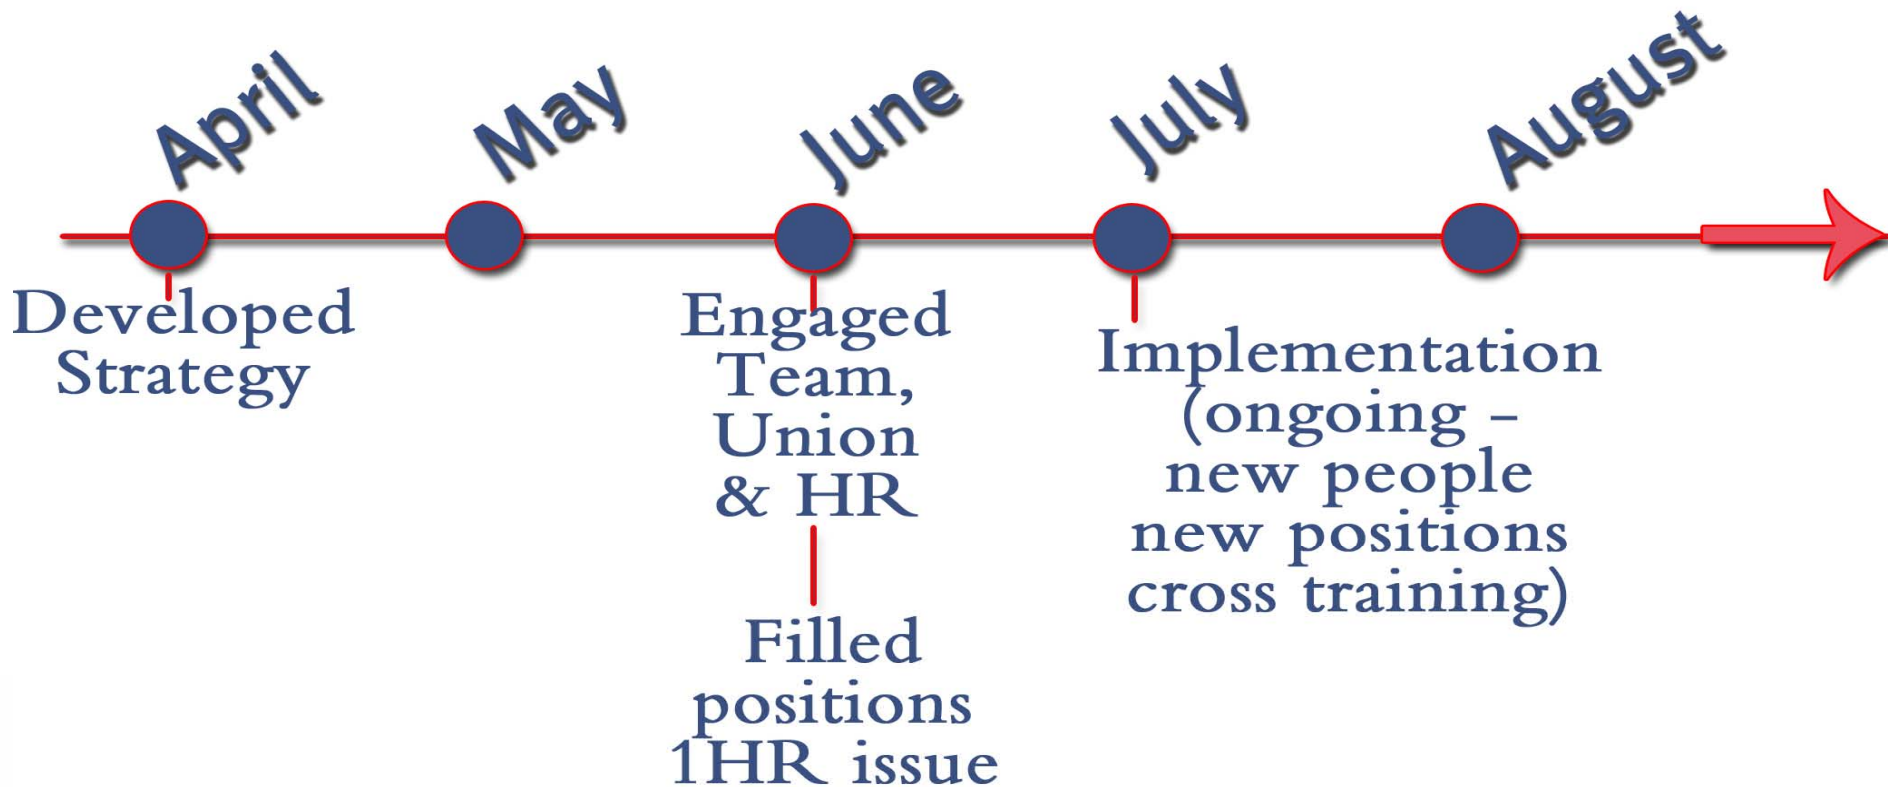 April
May
June
July
August
Developed
Strategy
Engaged
Team,
Union
& HR
Filled
positions
1HR issue
Implementation
(ongoing –
new people
new positions
cross training)